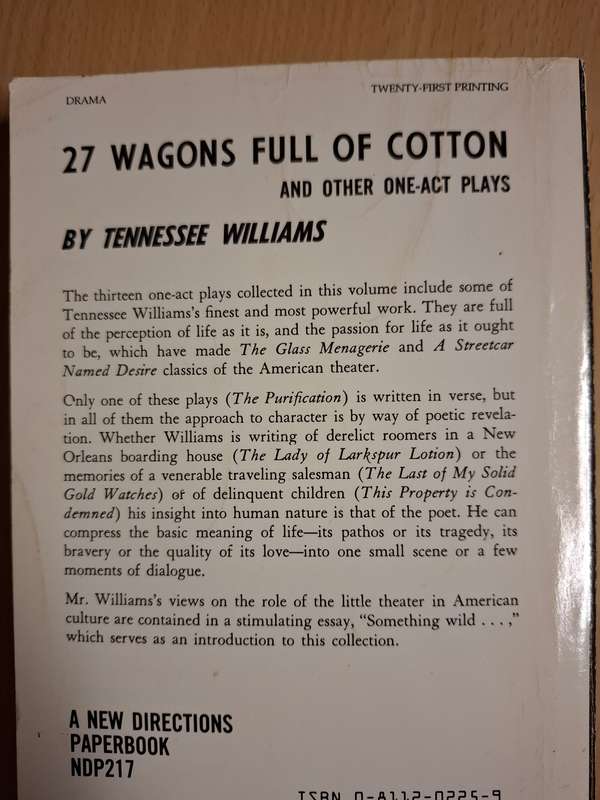 DRAMA
TWENTY-FIRST PRINTING
27 WAGONS FULL OF COTTON
AND OTHER ONE-ACT PLAYS
BY TENNESSEE WILLIAMS
The thirteen one-act plays collected in this volume include some of
Tennessee Williams's finest and most powerful work. They are full
of the perception of life as it is, and the passion for life as it ought
to be, which have made The Glass Menagerie and A Streetcar
Named Desire classics of the American theater.
Only one of these plays (The Purification) is written in verse, but
in all of them the approach to character is by way of poetic revela-
tion. Whether Williams is writing of derelict roomers in a New
Orleans boarding house (The Lady of Larkspur Lotion) or the
memories of a venerable traveling salesman (The Last of My Solid
Gold Watches) or of delinquent children (This Property is Con-
demned) his insight into human nature is that of the poet. He can
compress the basic meaning of life—its pathos or its tragedy, its
bravery or the quality of its love—into one small scene or a few
moments of dialogue.
Mr. Williams's views on the role of the little theater in American
culture are contained in a stimulating essay, “Something wild . . . ,”
which serves as an introduction to this collection.
A NEW DIRECTIONS
PAPERBOOK
NDP217
ISBN 0-8112-0225-9